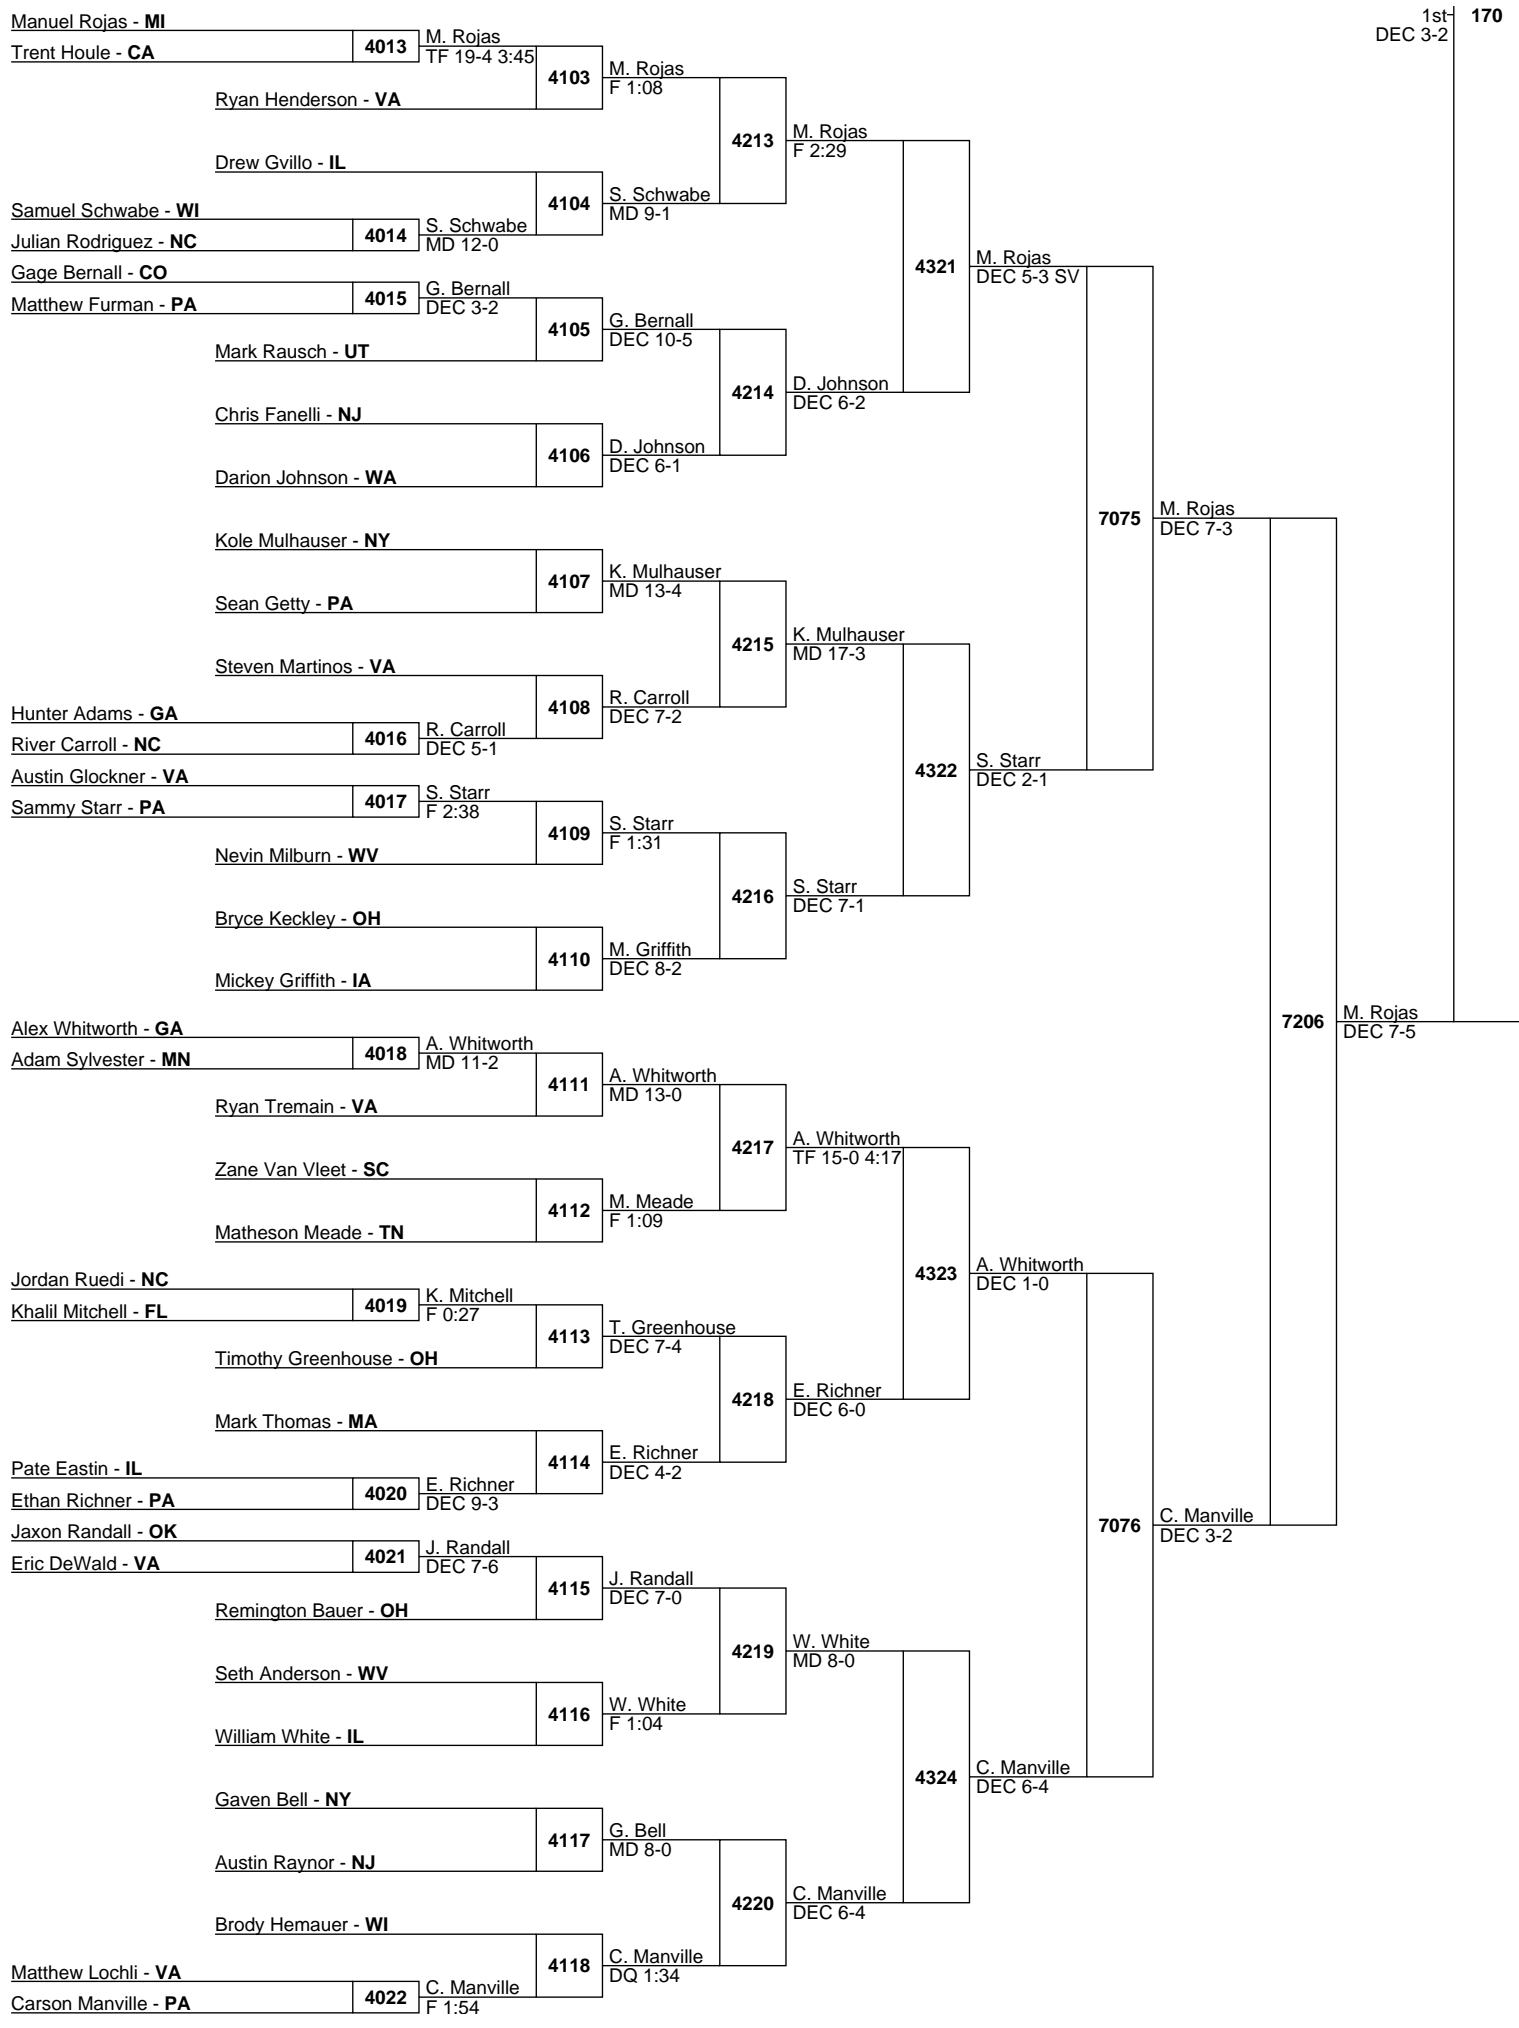 1st
170
DEC 3-2
Manuel Rojas - MI
Trent Houle - CA
4013
M. Rojas
TF 19-4 3:45
Ryan Henderson - VA
4103
M. Rojas
F 1:08
Drew Gvillo - IL
Samuel Schwabe - WI
Julian Rodriguez - NC
4014
S. Schwabe
MD 12-0
4104
S. Schwabe
MD 9-1
4213
M. Rojas
F 2:29
Gage Bernall - CO
Matthew Furman - PA
4015
G. Bernall
DEC 3-2
Mark Rausch - UT
4105
G. Bernall
DEC 10-5
Chris Fanelli - NJ
Darion Johnson - WA
4106
D. Johnson
DEC 6-1
4214
D. Johnson
DEC 6-2
4321
M. Rojas
DEC 5-3 SV
Kole Mulhauser - NY
Sean Getty - PA
4107
K. Mulhauser
MD 13-4
Steven Martinos - VA
Hunter Adams - GA
River Carroll - NC
4016
R. Carroll
DEC 5-1
4108
R. Carroll
DEC 7-2
4215
K. Mulhauser
MD 17-3
Austin Glockner - VA
Sammy Starr - PA
4017
S. Starr
F 2:38
Nevin Milburn - WV
4109
S. Starr
F 1:31
Bryce Keckley - OH
Mickey Griffith - IA
4110
M. Griffith
DEC 8-2
4216
S. Starr
DEC 7-1
4322
S. Starr
DEC 2-1
7075
M. Rojas
DEC 7-3
Alex Whitworth - GA
Adam Sylvester - MN
4018
A. Whitworth
MD 11-2
Ryan Tremain - VA
4111
A. Whitworth
MD 13-0
Zane Van Vleet - SC
Matheson Meade - TN
4112
M. Meade
F 1:09
4217
A. Whitworth
TF 15-0 4:17
Jordan Ruedi - NC
Khalil Mitchell - FL
4019
K. Mitchell
F 0:27
Timothy Greenhouse - OH
4113
T. Greenhouse
DEC 7-4
Mark Thomas - MA
Pate Eastin - IL
Ethan Richner - PA
4020
E. Richner
DEC 9-3
4114
E. Richner
DEC 4-2
4218
E. Richner
DEC 6-0
4323
A. Whitworth
DEC 1-0
Jaxon Randall - OK
Eric DeWald - VA
4021
J. Randall
DEC 7-6
Remington Bauer - OH
4115
J. Randall
DEC 7-0
Seth Anderson - WV
William White - IL
4116
W. White
F 1:04
4219
W. White
MD 8-0
Gaven Bell - NY
Austin Raynor - NJ
4117
G. Bell
MD 8-0
Brody Hemauer - WI
Matthew Lochli - VA
Carson Manville - PA
4022
C. Manville
F 1:54
4118
C. Manville
DQ 1:34
4220
C. Manville
DEC 6-4
4324
C. Manville
DEC 6-4
7076
C. Manville
DEC 3-2
7206
M. Rojas
DEC 7-5